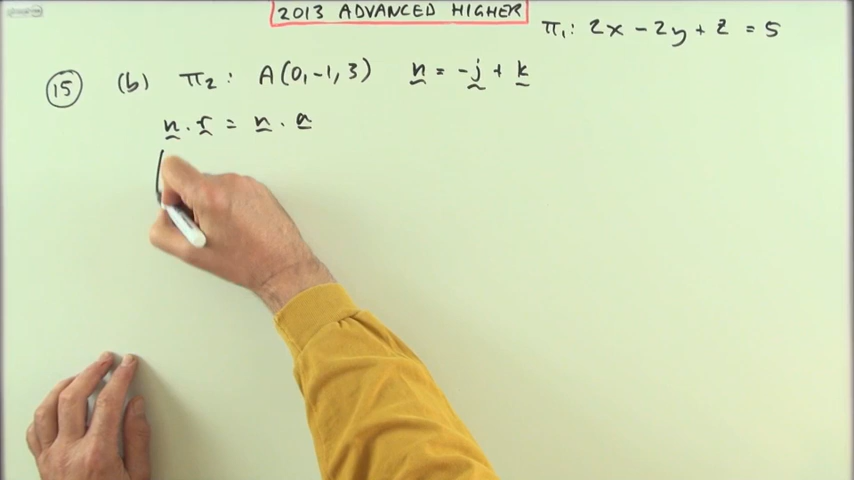 2013 ADVANCED HIGHER
π₁: 2x - 2y + z = 5
15 (b) π₂: A(0, -1, 3) n = -j + k
n . r = n . a
(